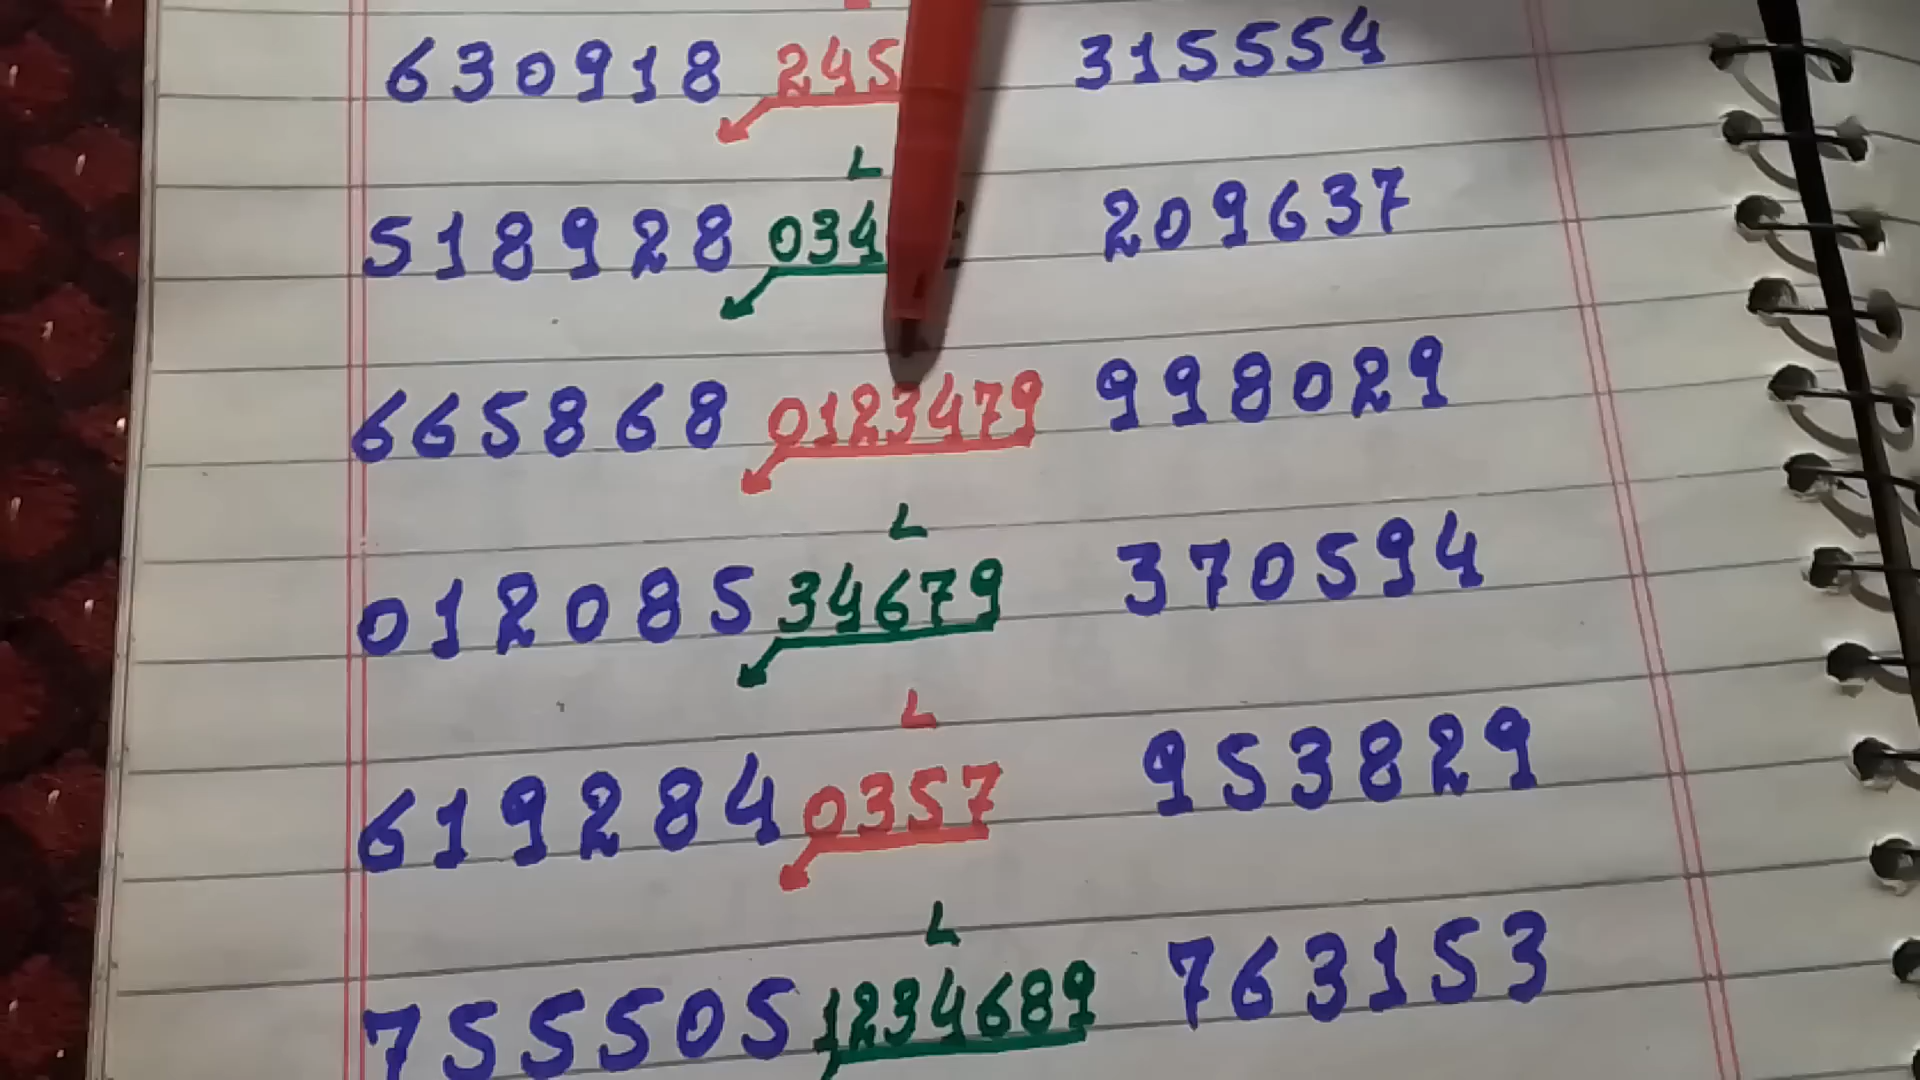 630918 245 315554
L
518928 034 209637
665868 0123479 998029
L
012085 34679 370594
L
619284 0357 953829
L
755505 1234689 763153